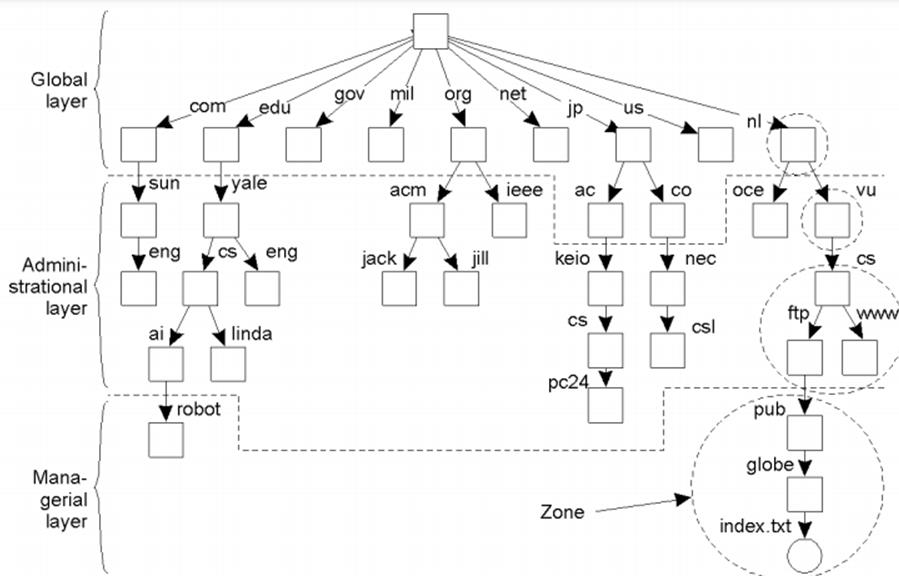 Global
layer
com
edu
gov
mil
org
net
jp
us
nl
sun
yale
acm
ieee
ac
co
oce
vu
Admini-
strational
layer
eng
cs
eng
jack
jill
keio
nec
cs
ai
linda
cs
csl
ftp
www
pc24
robot
pub
Mana-
gerial
layer
globe
Zone
index.txt